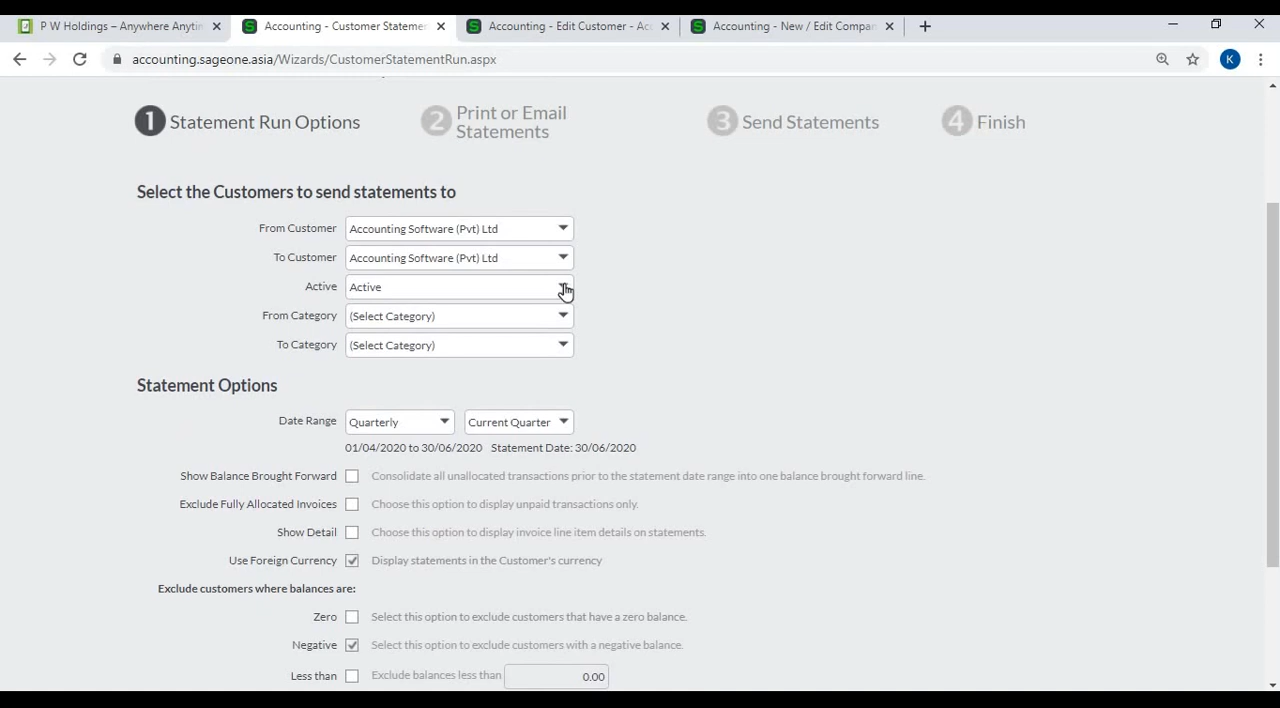 P W Holdings – Anywhere Anytin
Accounting - Customer Statemer
Accounting - Edit Customer - Acc
Accounting - New / Edit Compan
accounting.sageone.asia/Wizards/CustomerStatementRun.aspx
K
1 Statement Run Options
2 Print or Email
Statements
3 Send Statements
4 Finish
Select the Customers to send statements to
From Customer Accounting Software (Pvt) Ltd
To Customer Accounting Software (Pvt) Ltd
Active Active
From Category (Select Category)
To Category (Select Category)
Statement Options
Date Range Quarterly Current Quarter
01/04/2020 to 30/06/2020 Statement Date: 30/06/2020
Show Balance Brought Forward Consolidate all unallocated transactions prior to the statement date range into one balance brought forward line.
Exclude Fully Allocated Invoices Choose this option to display unpaid transactions only.
Show Detail Choose this option to display invoice line item details on statements.
Use Foreign Currency Display statements in the Customer's currency
Exclude customers where balances are:
Zero Select this option to exclude customers that have a zero balance.
Negative Select this option to exclude customers with a negative balance.
Less than Exclude balances less than 0.00